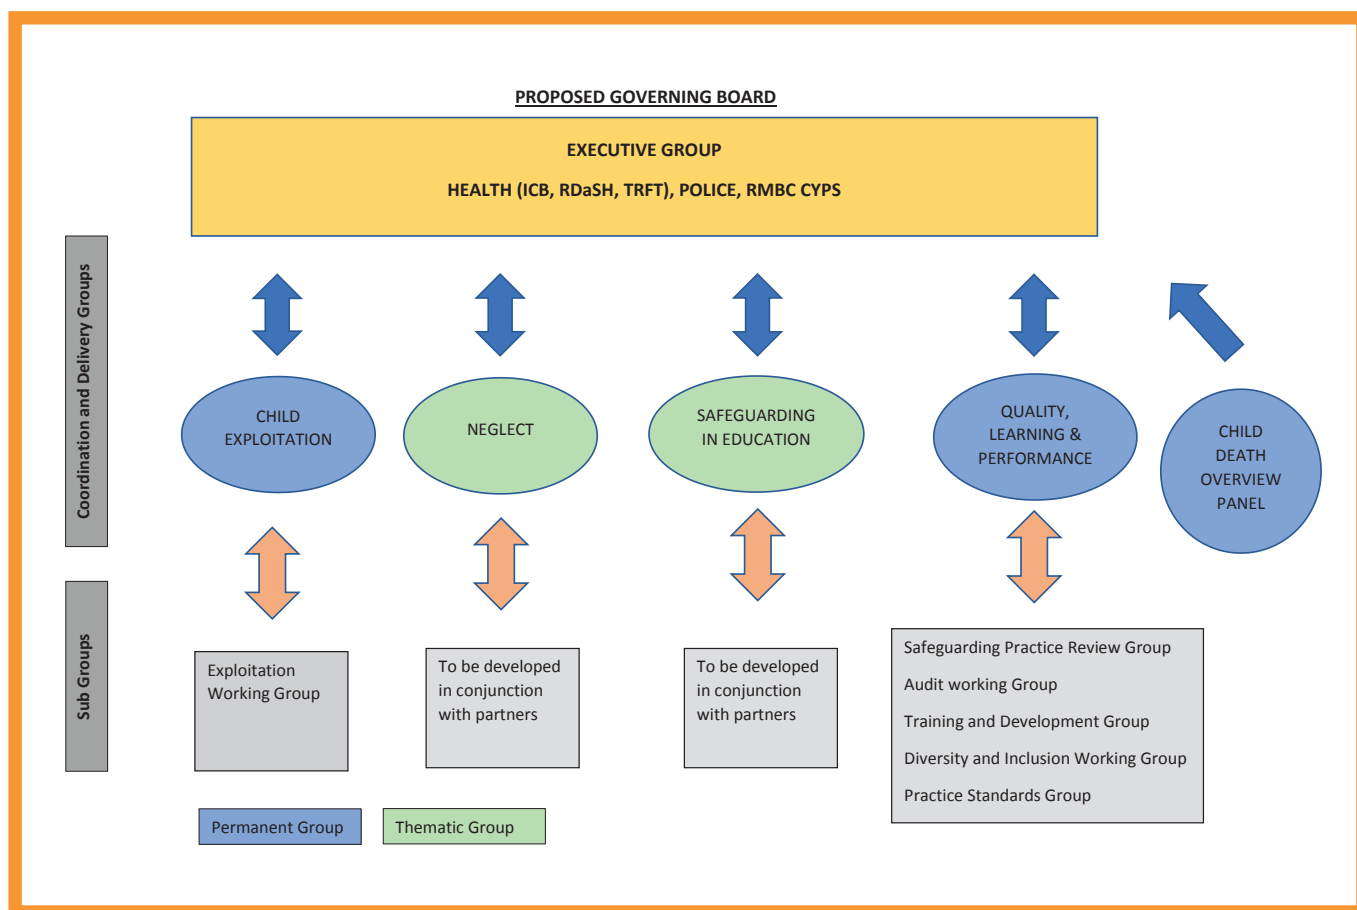 PROPOSED GOVERNING BOARD
EXECUTIVE GROUP
HEALTH (ICB, RDaSH, TRFT), POLICE, RMBC CYPS
Coordination and Delivery Groups
CHILD
EXPLOITATION
NEGLECT
SAFEGUARDING
IN EDUCATION
QUALITY,
LEARNING &
PERFORMANCE
CHILD
DEATH
OVERVIEW
PANEL
Sub Groups
Exploitation
Working Group
To be developed
in conjunction
with partners
To be developed
in conjunction
with partners
Safeguarding Practice Review Group
Audit working Group
Training and Development Group
Diversity and Inclusion Working Group
Practice Standards Group
Permanent Group
Thematic Group